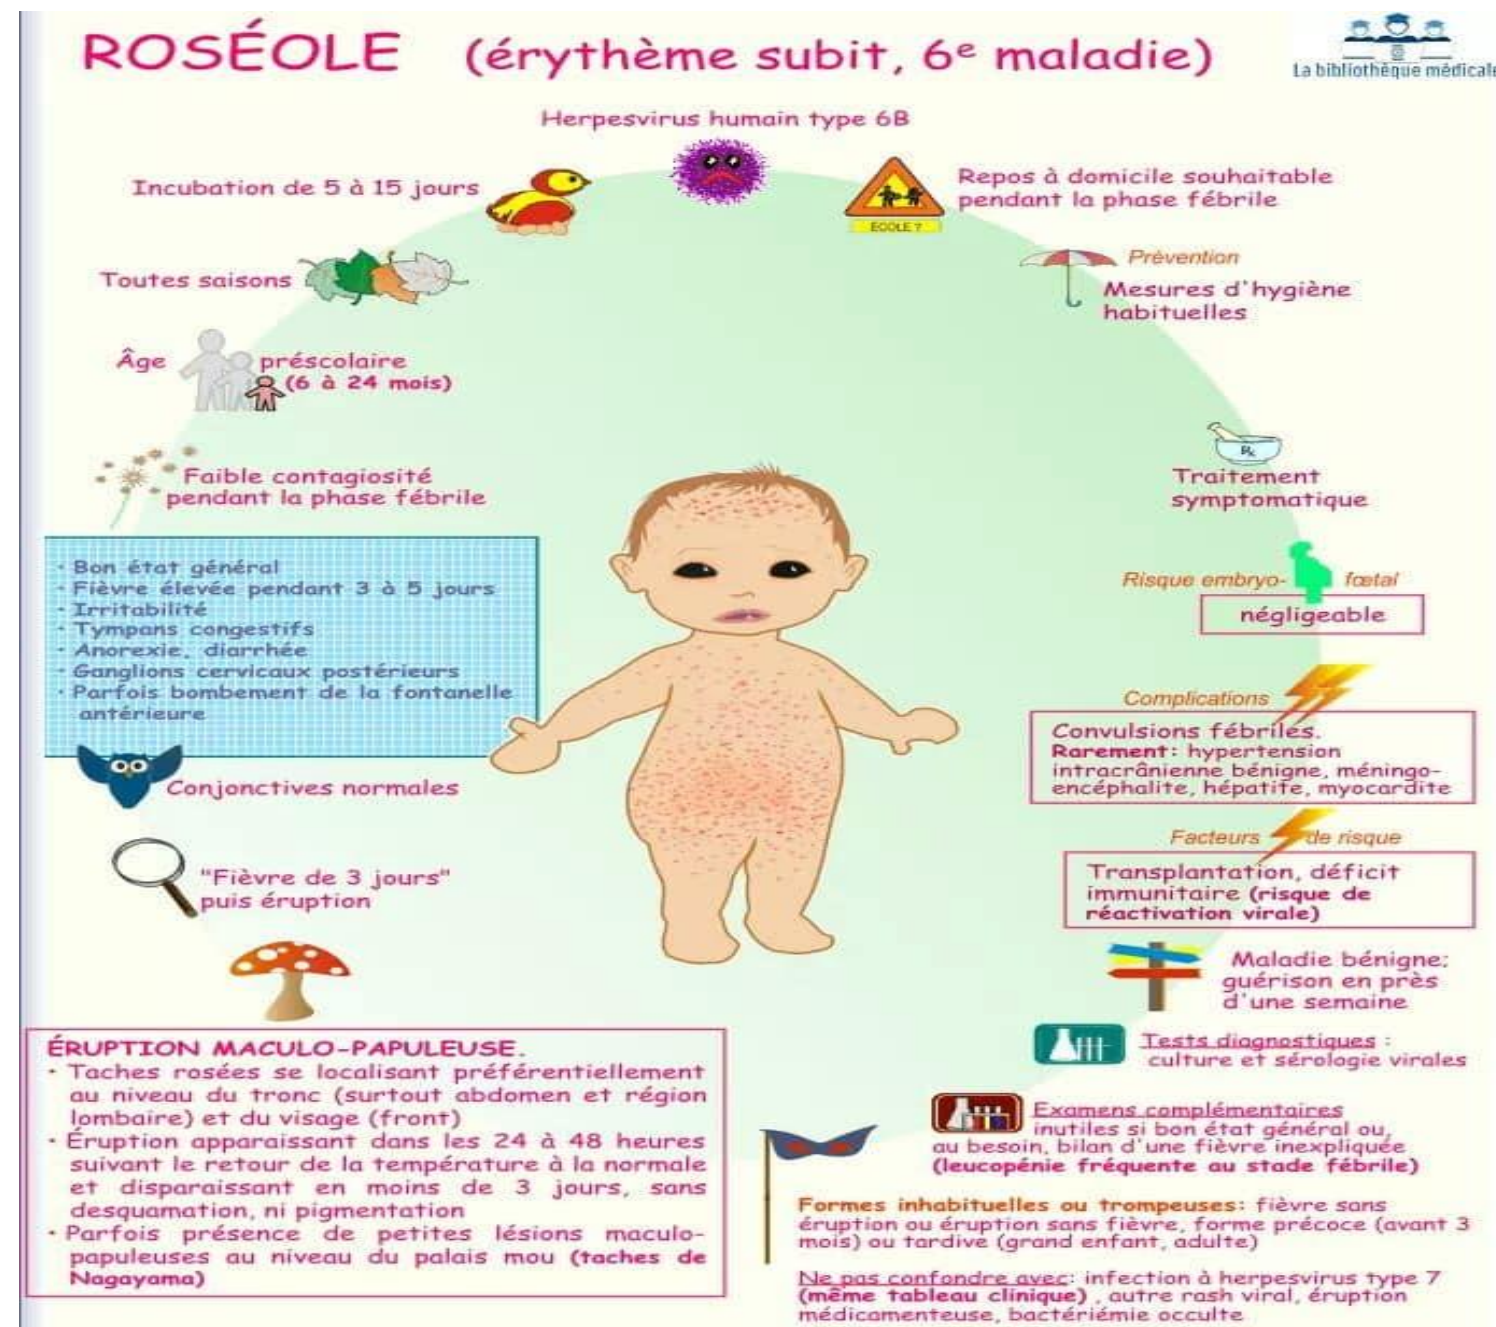 ROSÉOLE (érythème subit, 6e maladie)
La bibliothèque médicale
Herpesvirus humain type 6B
Incubation de 5 à 15 jours
Toutes saisons
Âge préscolaire
(6 à 24 mois)
Faible contagiosité
pendant la phase fébrile
· Bon état général
· Fièvre élevée pendant 3 à 5 jours
· Irritabilité
· Tympans congestifs
· Anorexie, diarrhée
· Ganglions cervicaux postérieurs
· Parfois bombement de la fontanelle
antérieure
Conjonctives normales
"Fièvre de 3 jours"
puis éruption
ÉRUPTION MACULO-PAPULEUSE.
· Taches rosées se localisant préférentiellement
au niveau du tronc (surtout abdomen et région
lombaire) et du visage (front)
· Éruption apparaissant dans les 24 à 48 heures
suivant le retour de la température à la normale
et disparaissant en moins de 3 jours, sans
desquamation, ni pigmentation
· Parfois présence de petites lésions maculo-
papuleuses au niveau du palais mou (taches de
Nagayama)
ECOLE ?
Repos à domicile souhaitable
pendant la phase fébrile
Prévention
Mesures d'hygiène
habituelles
Rx
Traitement
symptomatique
Risque embryo- fœtal
négligeable
Complications
Convulsions fébriles.
Rarement: hypertension
intracrânienne bénigne, méningo-
encéphalite, hépatite, myocardite
Facteurs de risque
Transplantation, déficit
immunitaire (risque de
réactivation virale)
Maladie bénigne;
guérison en près
d'une semaine
Tests diagnostiques :
culture et sérologie virales
Examens complémentaires
inutiles si bon état général ou,
au besoin, bilan d'une fièvre inexpliquée
(leucopénie fréquente au stade fébrile)
Formes inhabituelles ou trompeuses: fièvre sans
éruption ou éruption sans fièvre, forme précoce (avant 3
mois) ou tardive (grand enfant, adulte)
Ne pas confondre avec: infection à herpesvirus type 7
(même tableau clinique) , autre rash viral, éruption
médicamenteuse, bactériémie occulte